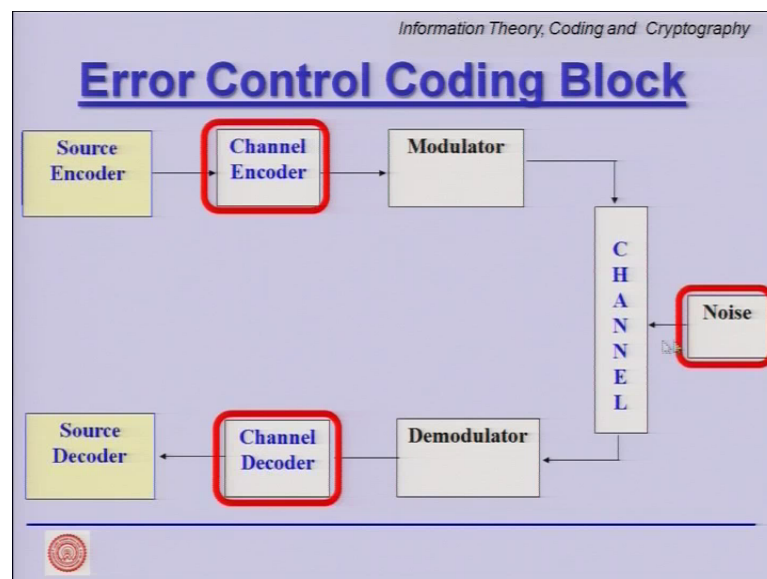 Information Theory, Coding and Cryptography
Error Control Coding Block
Source
Encoder
Channel
Encoder
Modulator
C
H
A
N
N
E
L
Noise
Source
Decoder
Channel
Decoder
Demodulator